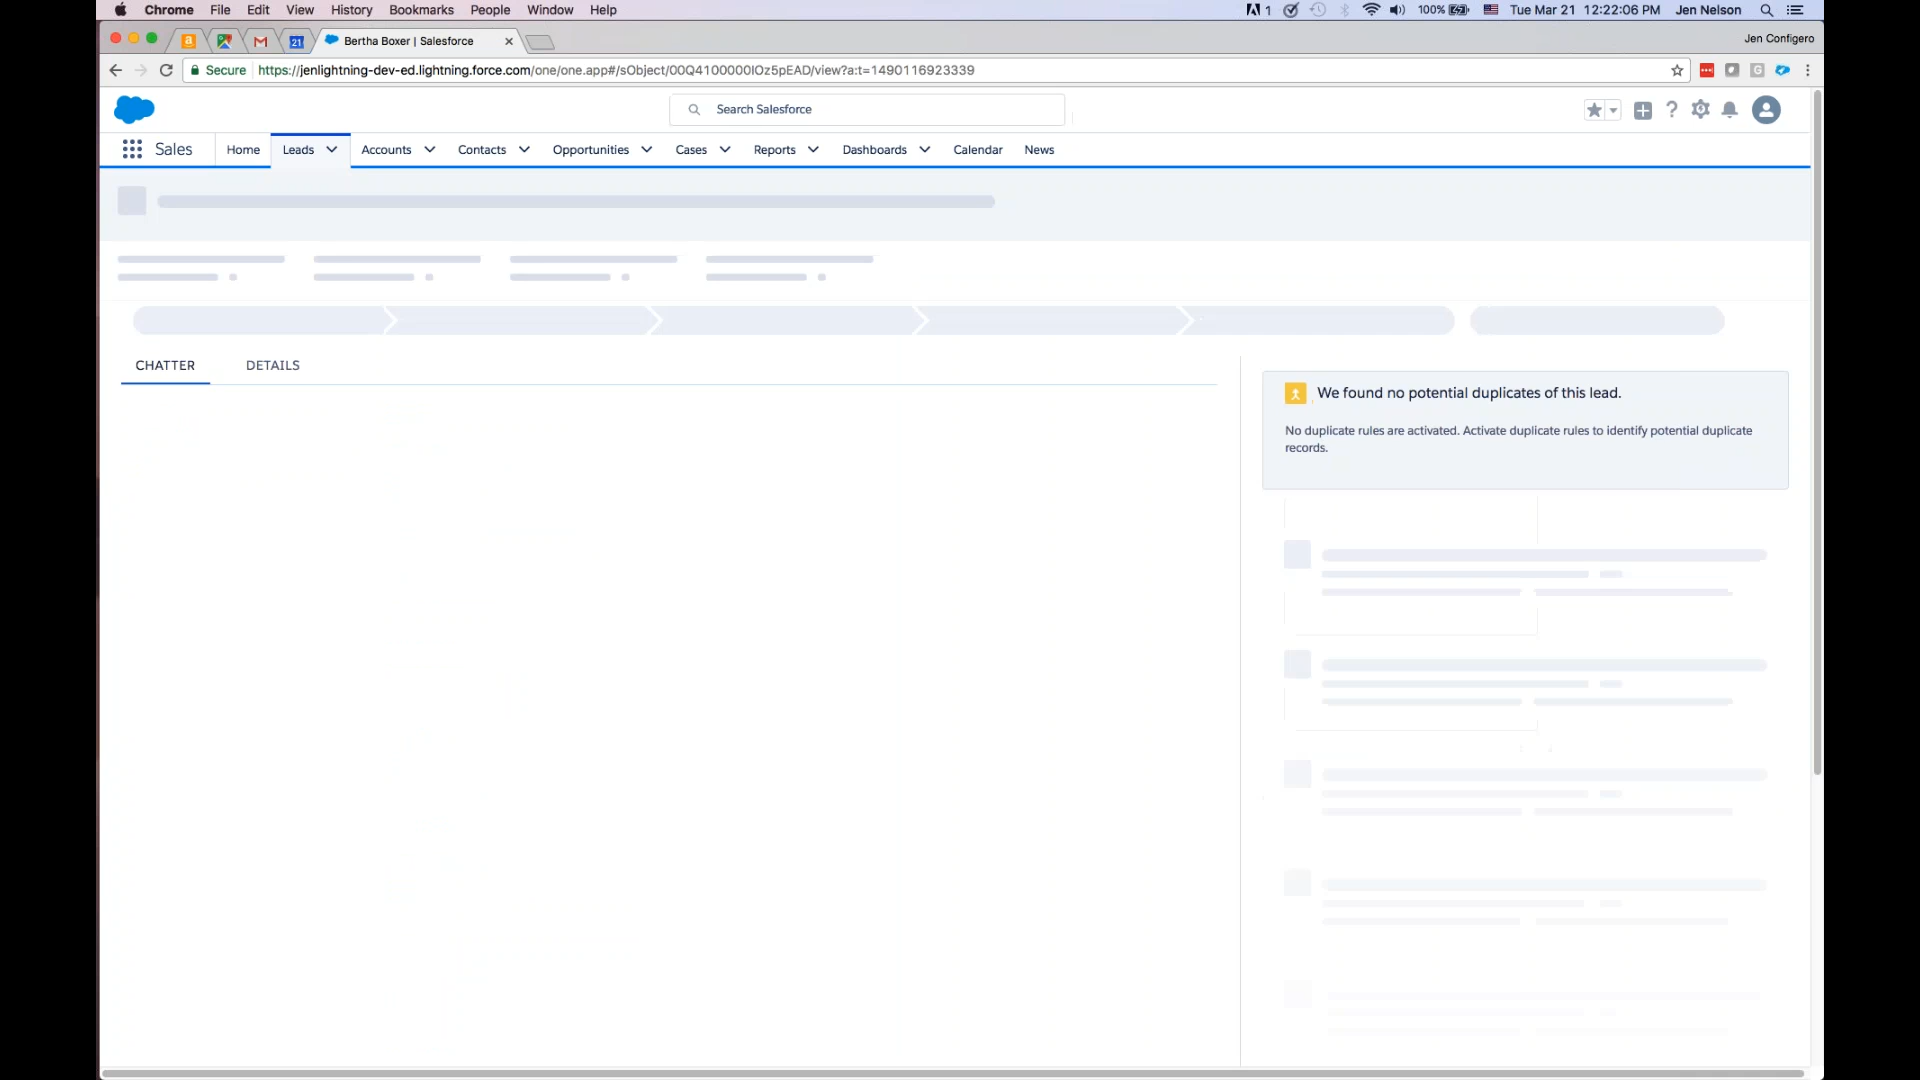 Chrome File Edit View History Bookmarks People Window Help 1 100% Tue Mar 21 12:22:06 PM Jen Nelson
a 21 Bertha Boxer | Salesforce Jen Configero
Secure https://jenlightning-dev-ed.lightning.force.com/one/one.app#/sObject/00Q4100000IOz5pEAD/view?a:t=1490116923339 G
Search Salesforce
Sales Home Leads Accounts Contacts Opportunities Cases Reports Dashboards Calendar News
CHATTER DETAILS
We found no potential duplicates of this lead.
No duplicate rules are activated. Activate duplicate rules to identify potential duplicate
records.